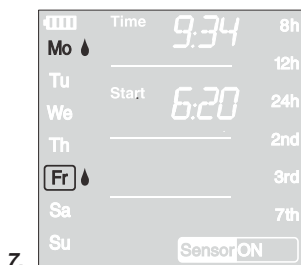 Time 9:34 8h
Mo
12h
Tu
Start 6:20 24h
We
Th 2nd
Fr 3rd
Sa 7th
Su Sensor ON
7.